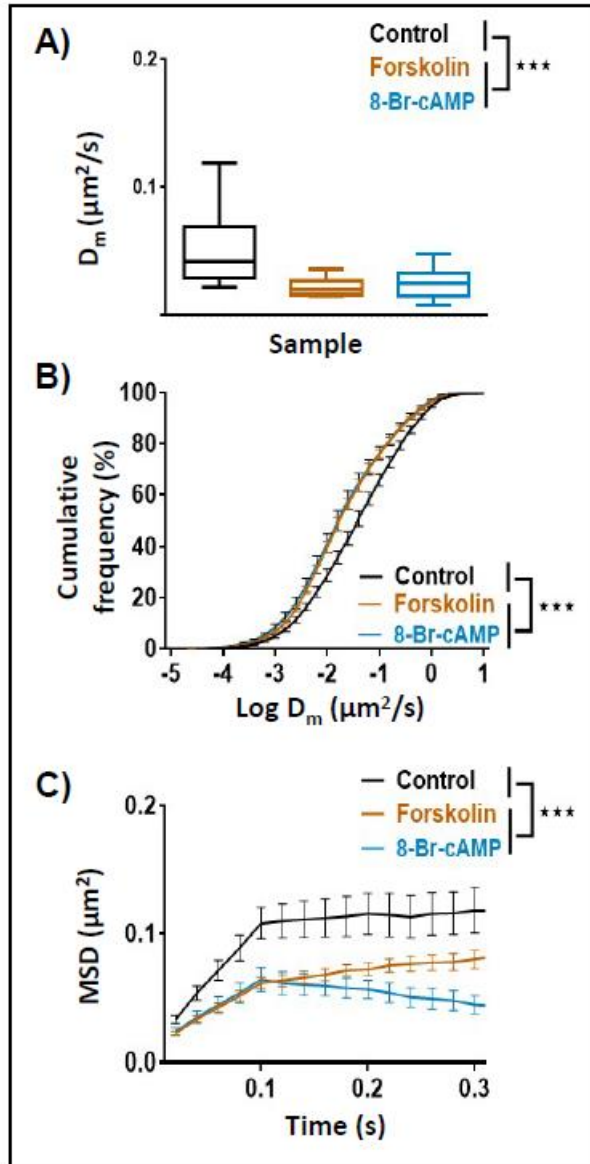 A)
Control
Forskolin
8-Br-cAMP
***
0.2
0.1
Dm (μm²/s)
Sample
B)
100
80
60
40
20
0
Cumulative
frequency (%)
Control
Forskolin
8-Br-cAMP
***
-5 -4 -3 -2 -1 0 1
Log Dm (μm²/s)
C)
Control
Forskolin
8-Br-cAMP
***
0.2
0.1
0.0
MSD (μm²)
0.1 0.2 0.3
Time (s)